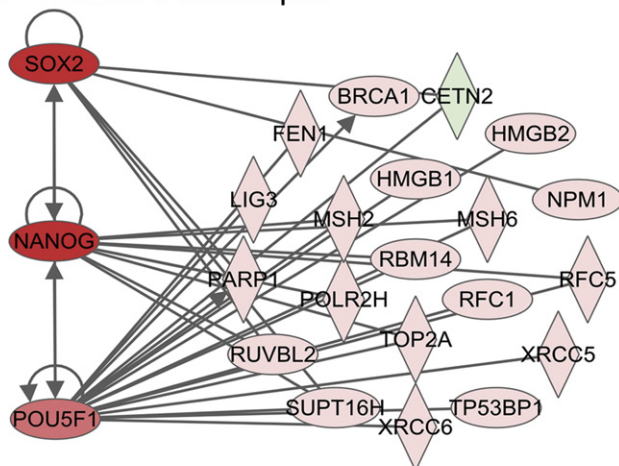 SOX2
BRCA1
CETN2
FEN1
HMGB2
HMGB1
LIG3
NPM1
MSH2
MSH6
NANOG
RBM14
PARP1
RFC5
POLR2H
RFC1
TOP2A
RUVBL2
XRCC5
SUPT16H
TP53BP1
POU5F1
XRCC6